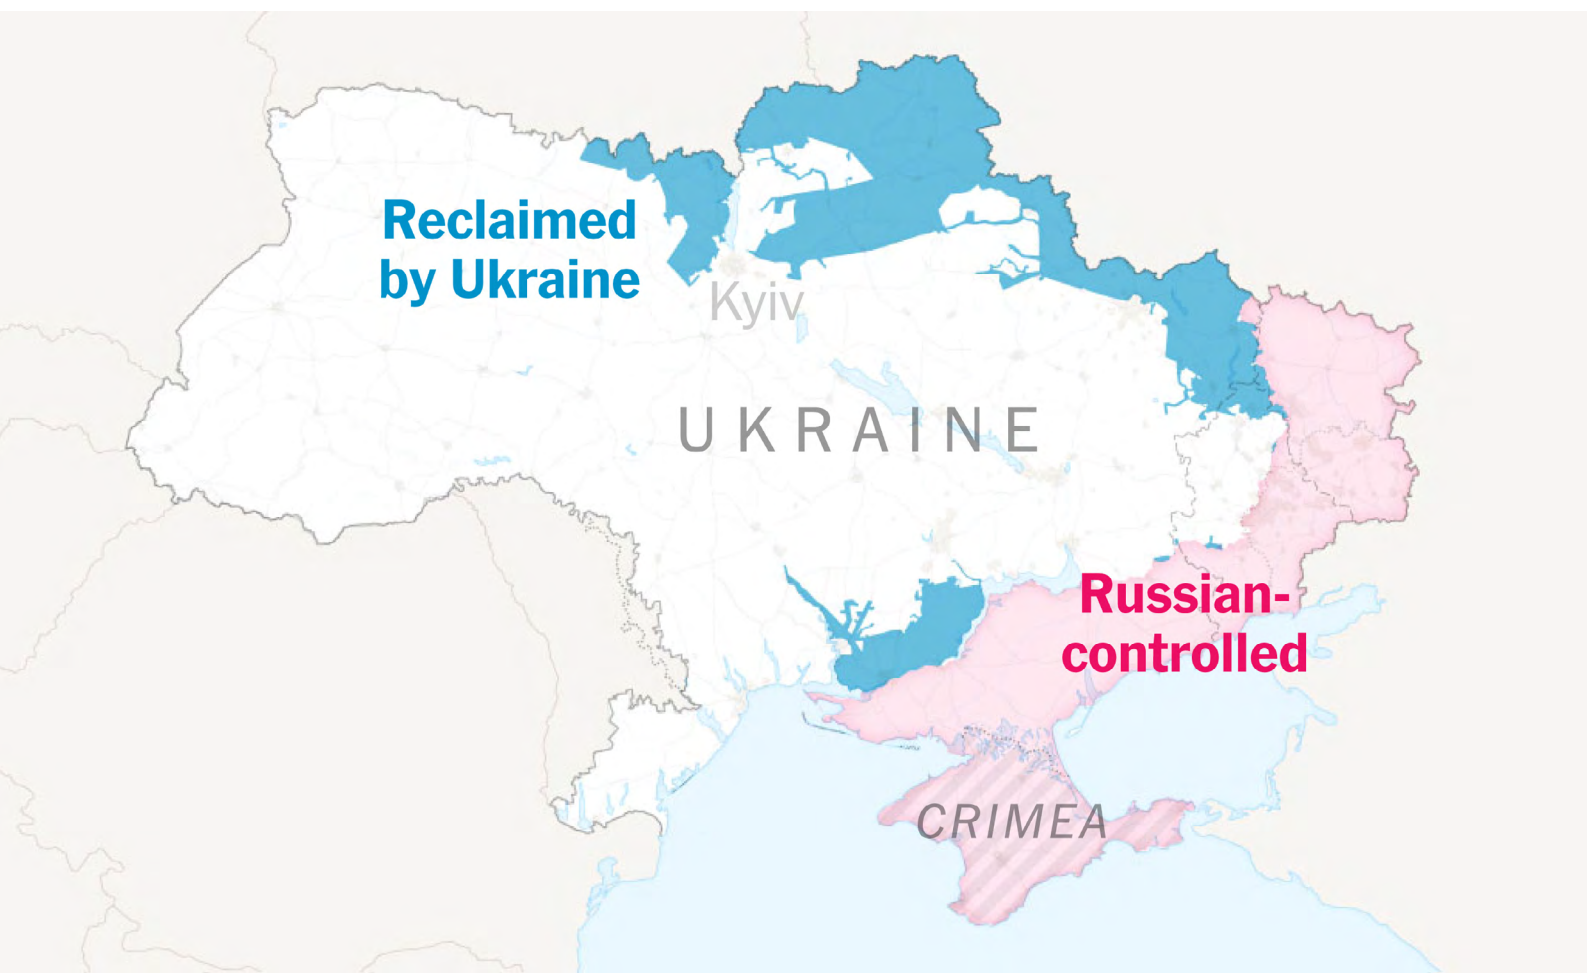 Reclaimed
by Ukraine
Kyiv
UKRAINE
Russian-
controlled
CRIMEA